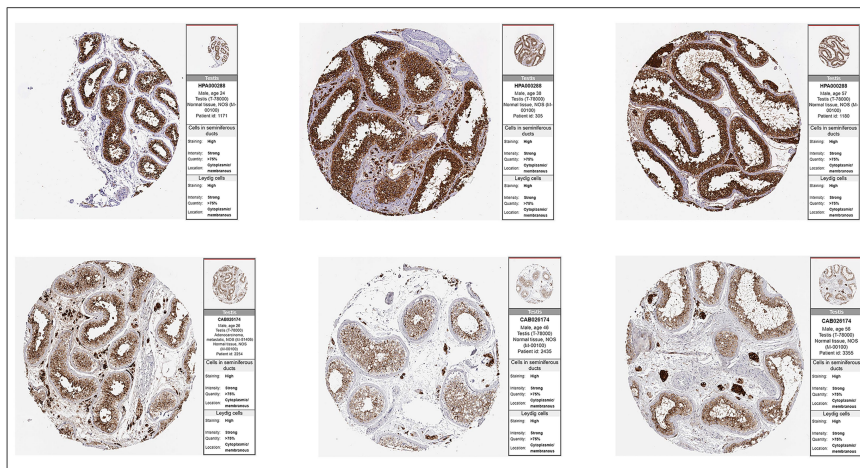 Testis
HPA000288
Male, age 24
Testis (T-78000)
Normal tissue, NOS (M-
00100)
Patient id: 1171
Cells in seminiferous
ducts
Staining: High
Intensity: Strong
Quantity: >75%
Location: Cytoplasmic/
membranous
Leydig cells
Staining: High
Intensity: Strong
Quantity: >75%
Location: Cytoplasmic/
membranous
Testis
HPA000288
Male, age 38
Testis (T-78000)
Normal tissue, NOS (M-
00100)
Patient id:
Cells in seminiferous
ducts
Staining: High
Intensity: Strong
Quantity: >75%
Location: Cytoplasmic/
membranous
Leydig cells
Staining: High
Intensity: Strong
Quantity: >75%
Location: Cytoplasmic/
membranous
Testis
HPA000288
Male, age 57
Testis (T-78000)
Normal tissue, NOS (M-
00100)
Patient id: 1160
Cells in seminiferous
ducts
Staining: High
Intensity: Strong
Quantity: >75%
Location: Cytoplasmic/
membranous
Leydig cells
Staining: High
Intensity: Strong
Quantity: >75%
Location: Cytoplasmic/
membranous
Testis
CAB026174
Male, age
Testis (T-78000)
Adenocarcinoma,
metastatic, NOS
Normal tissue, NOS
(M-00100)
Patient id: 2234
Cells in seminiferous
ducts
Staining: High
Intensity: Strong
Quantity: >75%
Location: Cytoplasmic/
membranous
Leydig cells
Staining: High
Intensity: Strong
Quantity: >75%
Location: Cytoplasmic/
membranous
Testis
CAB026174
Male, age 46
Testis (T-78000)
Normal tissue, NOS
(M-00100)
Patient id: 2435
Cells in seminiferous
ducts
Staining: High
Intensity: Strong
Quantity: >75%
Location: Cytoplasmic/
membranous
Leydig cells
Staining: High
Intensity: Strong
Quantity: >75%
Location: Cytoplasmic/
membranous
Testis
CAB026174
Male, age 56
Testis (T-78000)
Normal tissue, NOS
(M-00100)
Patient id: 3355
Cells in seminiferous
ducts
Staining: High
Intensity: Strong
Quantity: >75%
Location: Cytoplasmic/
membranous
Leydig cells
Staining: High
Intensity: Strong
Quantity: >75%
Location: Cytoplasmic/
membranous